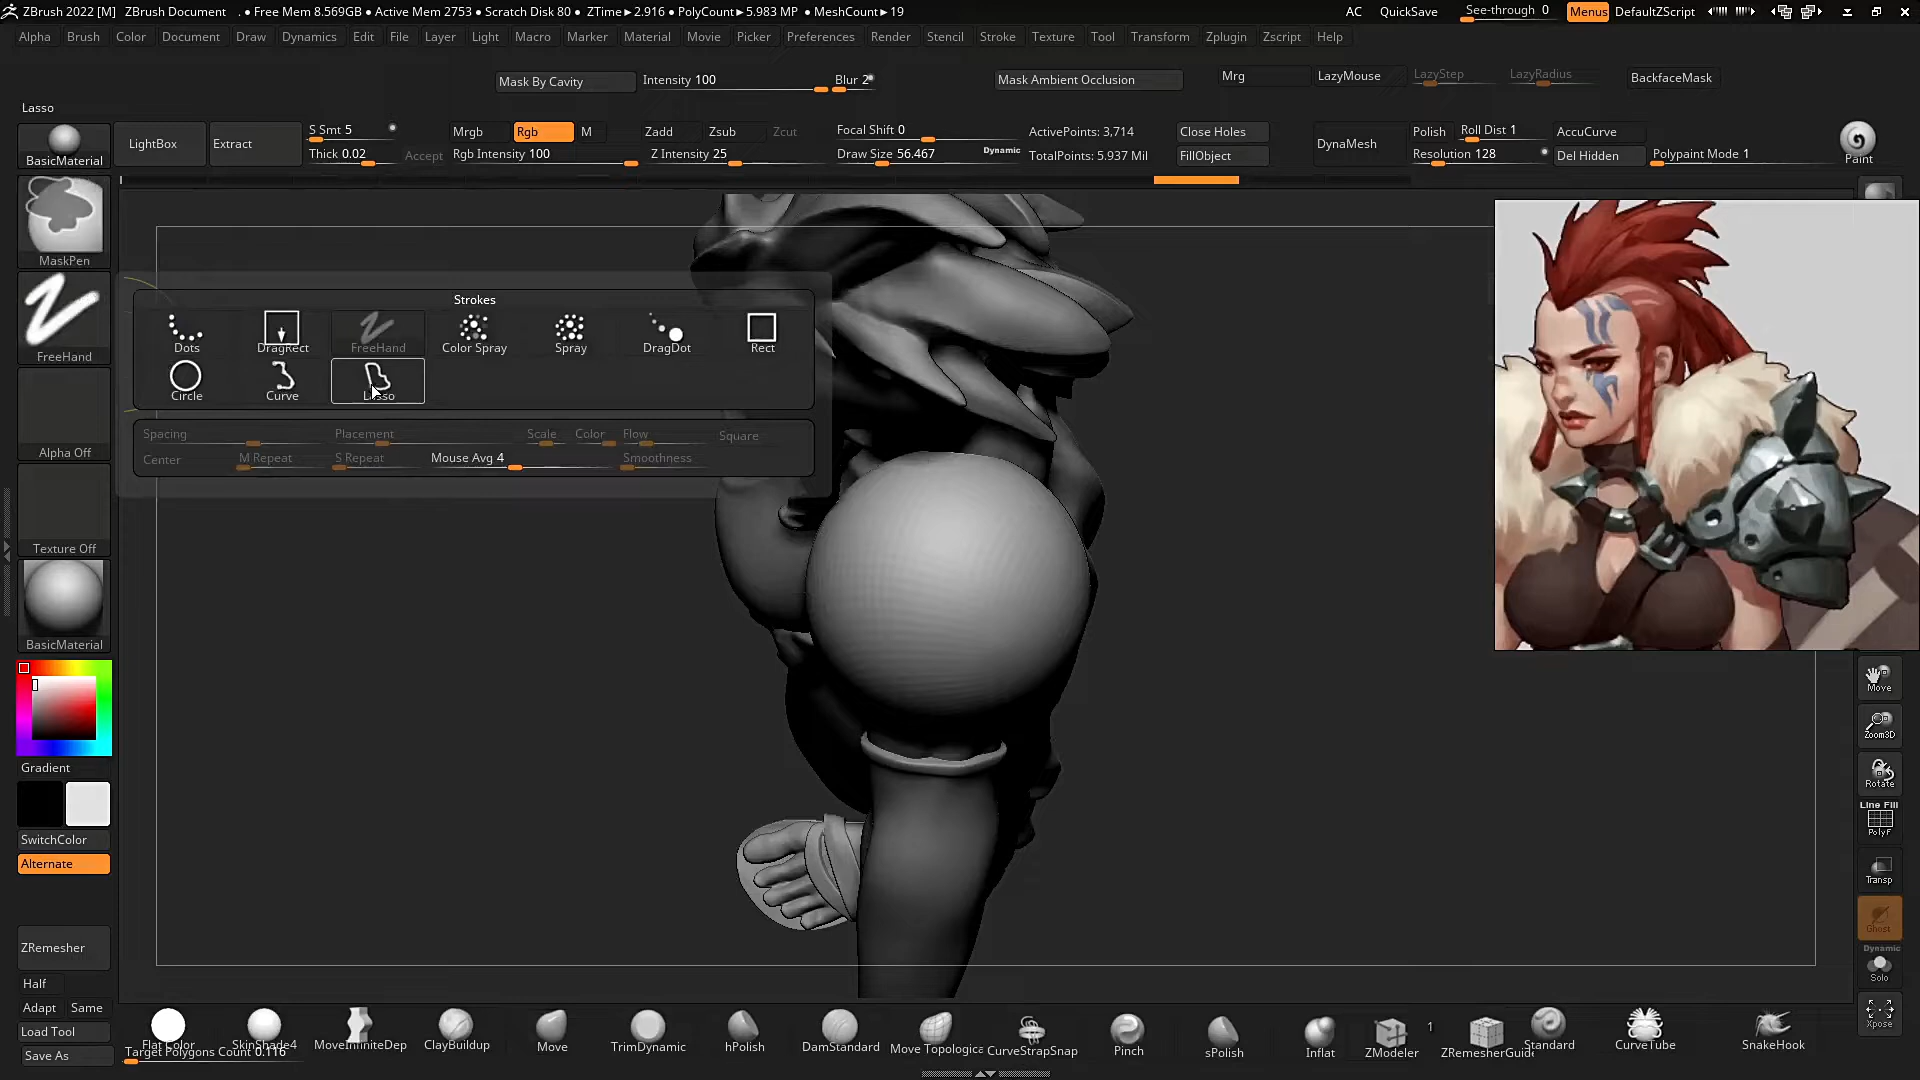 ZBrush 2022 [M] ZBrush Document . • Free Mem 8.569GB • Active Mem 2753 • Scratch Disk 80 • ZTime►2.916 • PolyCount►5.983 MP • MeshCount►19 AC QuickSave See-through 0 Menus DefaultZScript
Alpha Brush Color Document Draw Dynamics Edit File Layer Light Macro Marker Material Movie Picker Preferences Render Stencil Stroke Texture Tool Transform Zplugin Zscript Help
Mask By Cavity Intensity 100 Blur 2 Mask Ambient Occlusion Mrg LazyMouse LazyStep LazyRadius BackfaceMask
Lasso
S Smt 5 Mrgb Rgb M Zadd Zsub Zcut Focal Shift 0 ActivePoints: 3,714 Close Holes Polish Roll Dist 1 AccuCurve
BasicMaterial LightBox Extract DynaMesh Paint
Thick 0.02 Accept Rgb Intensity 100 Z Intensity 25 Draw Size 56.467 Dynamic TotalPoints: 5.937 Mil FillObject Resolution 128 Del Hidden Polypaint Mode 1
MaskPen
Strokes
Dots DragRect FreeHand Color Spray Spray DragDot Rect
FreeHand
Circle Curve Lasso
Spacing Placement Scale Color Flow Square
Center M Repeat S Repeat Mouse Avg 4 Smoothness
Alpha Off
Texture Off
BasicMaterial
Move
Zoom3D
Gradient
Rotate
Line Fill
PolyF
SwitchColor
Alternate
Transp
Ghost
ZRemesher
Dynamic
Solo
Half
Adapt Same
Xpose
Load Tool
Flat Color SkinShade4 MoveInfiniteDep ClayBuildup Move TrimDynamic hPolish DamStandard Move Topologica CurveStrapSnap Pinch sPolish Inflat ZModeler 1 ZRemesherGuide Standard CurveTube SnakeHook
Save As Target Polygons Count 0.116